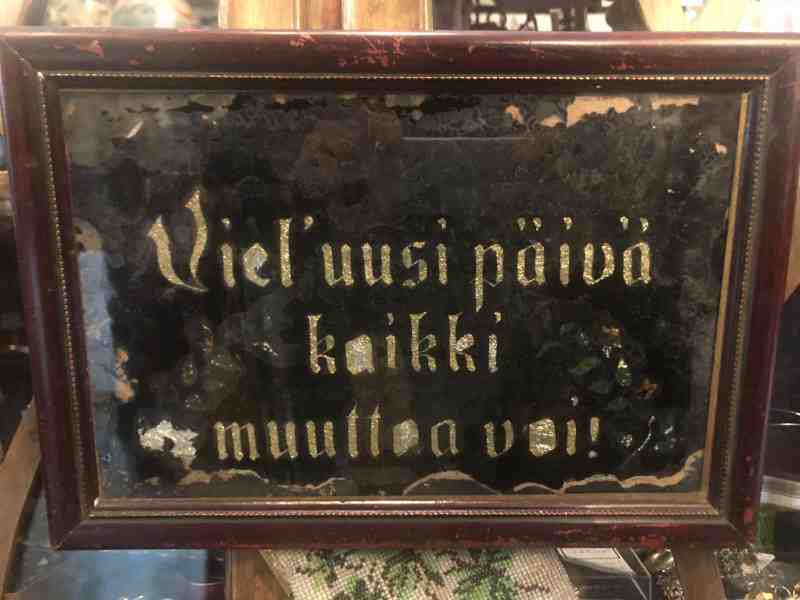 Viel' uusi päivä
kaikki
muuttaa voi!